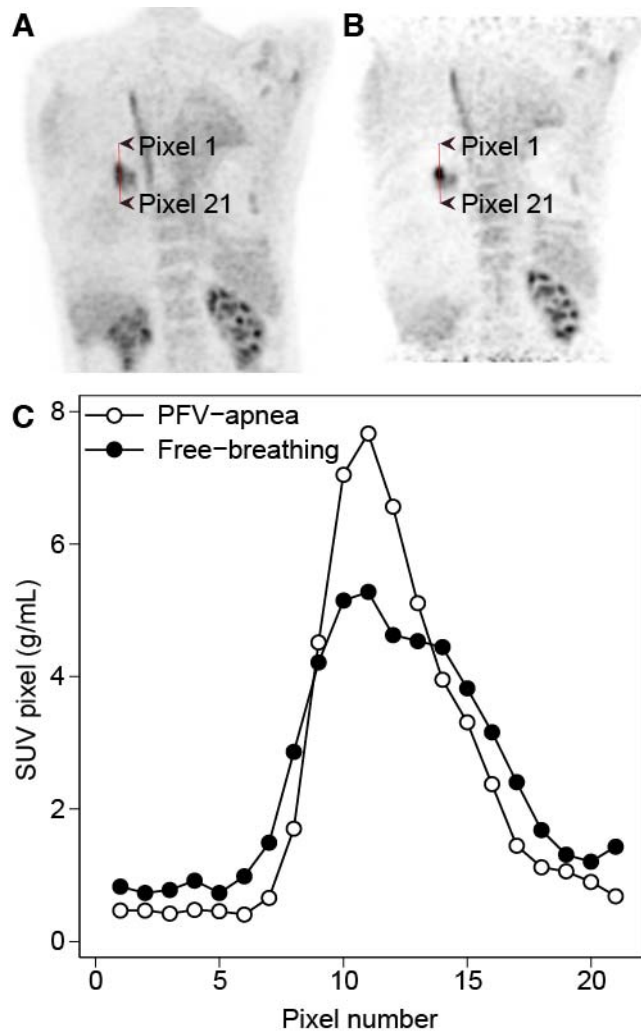 A
B
Pixel 1
Pixel 1
Pixel 21
Pixel 21
C
PFV-apnea
Free-breathing
8
6
4
2
0
SUV pixel (g/mL)
0 5 10 15 20
Pixel number